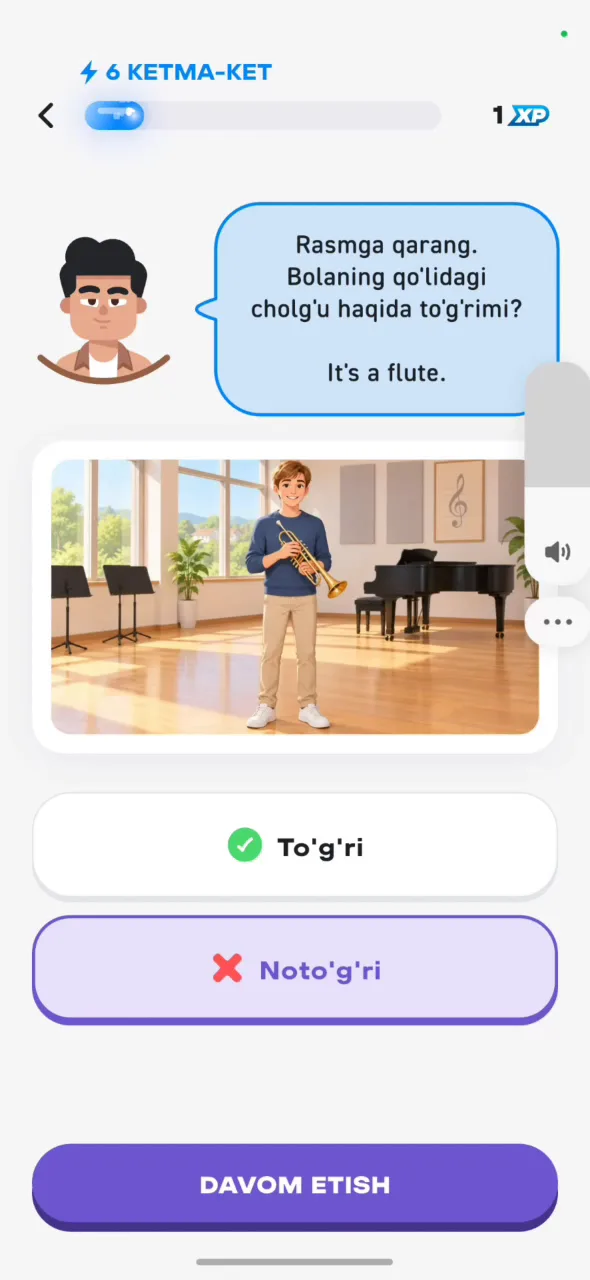 6 KETMA-KET
1 XP
Rasmga qarang.
Bolaning qo'lidagi
cholg'u haqida to'g'rimi?
It's a flute.
To'g'ri
Noto'g'ri
DAVOM ETISH